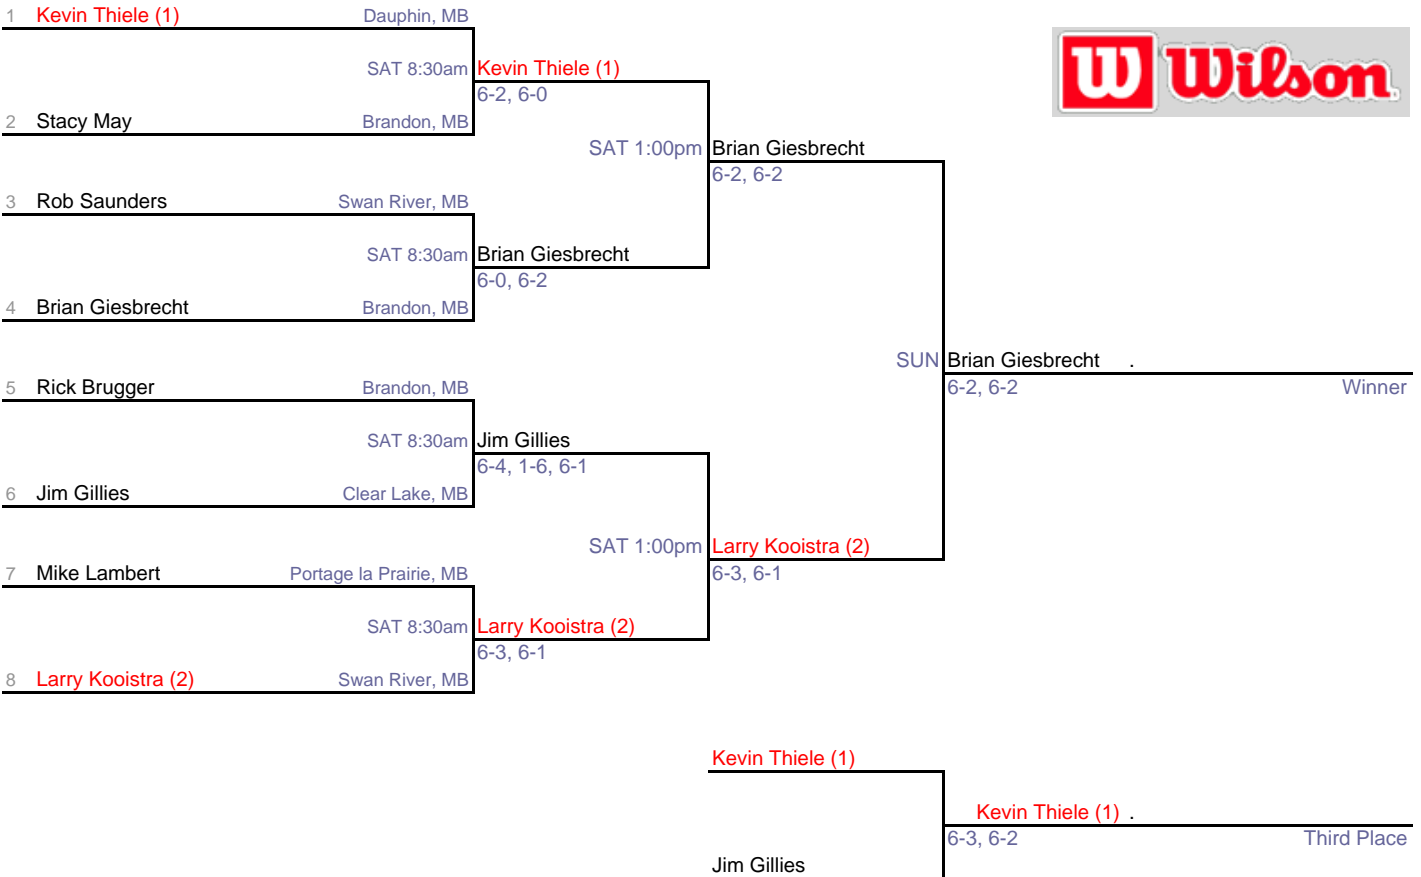 1 Kevin Thiele (1) Dauphin, MB
W Wilson
SAT 8:30am Kevin Thiele (1)
6-2, 6-0
2 Stacy May Brandon, MB
SAT 1:00pm Brian Giesbrecht
6-2, 6-2
3 Rob Saunders Swan River, MB
SAT 8:30am Brian Giesbrecht
6-0, 6-2
4 Brian Giesbrecht Brandon, MB
SUN Brian Giesbrecht .
6-2, 6-2 Winner
5 Rick Brugger Brandon, MB
SAT 8:30am Jim Gillies
6-4, 1-6, 6-1
6 Jim Gillies Clear Lake, MB
SAT 1:00pm Larry Kooistra (2)
6-3, 6-1
7 Mike Lambert Portage la Prairie, MB
SAT 8:30am Larry Kooistra (2)
6-3, 6-1
8 Larry Kooistra (2) Swan River, MB
Kevin Thiele (1)
Kevin Thiele (1) .
6-3, 6-2 Third Place
Jim Gillies